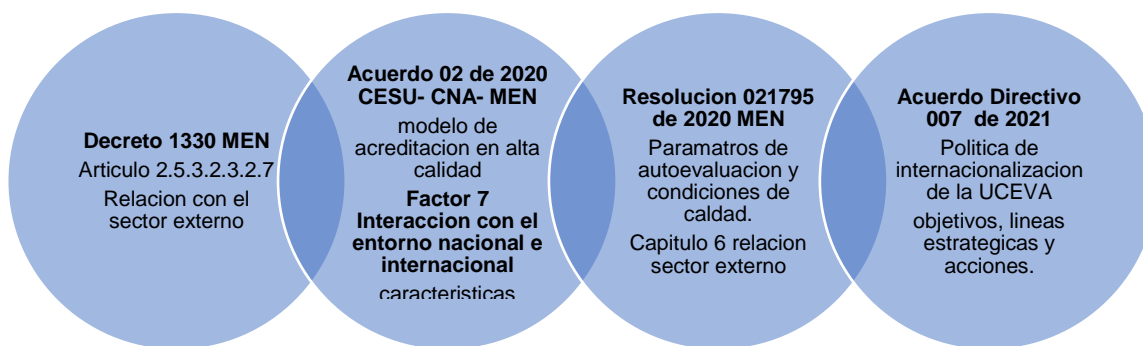 Decreto 1330 MEN
Articulo 2.5.3.2.3.2.7
Relacion con el
sector externo
Acuerdo 02 de 2020
CESU- CNA- MEN
modelo de
acreditacion en alta
calidad
Factor 7
Interaccion con el
entorno nacional e
internacional
caracteristicas
Resolucion 021795
de 2020 MEN
Paramatros de
autoevaluacion y
condiciones de
caldad.
Capitulo 6 relacion
sector externo
Acuerdo Directivo
007 de 2021
Politica de
internacionalizacion
de la UCEVA
objetivos, lineas
estrategicas y
acciones.